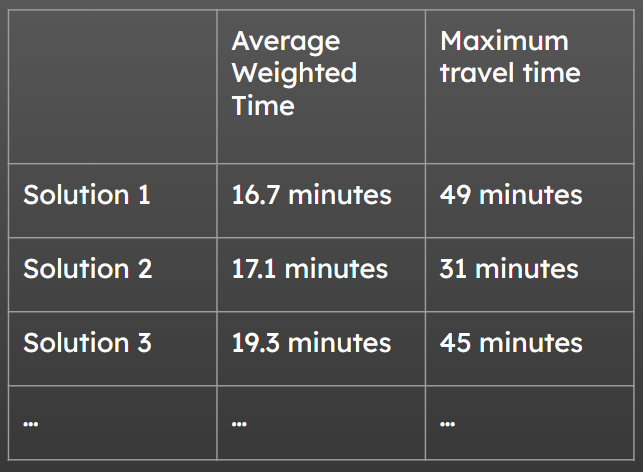 Average
Weighted
Time
Maximum
travel time
Solution 1
16.7 minutes
49 minutes
Solution 2
17.1 minutes
31 minutes
Solution 3
19.3 minutes
45 minutes
...
...
...